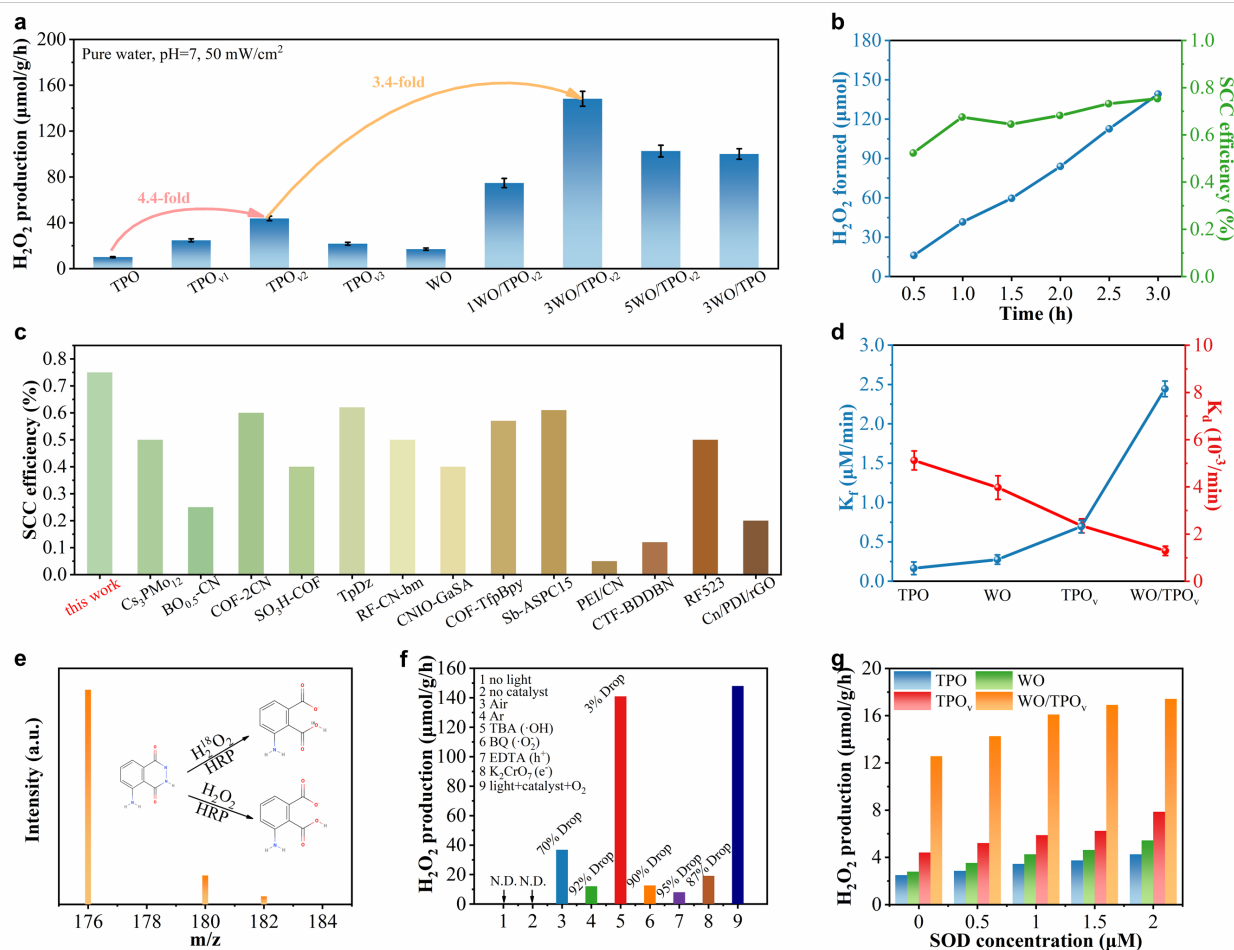 a
H₂O₂ production (μmol/g/h)
200
160
120
80
40
0
Pure water, pH=7, 50 mW/cm²
4.4-fold
3.4-fold
TPO
TPOᵥ₁
TPOᵥ₂
TPOᵥ₃
WO
1WO/TPOᵥ₂
3WO/TPOᵥ₂
5WO/TPOᵥ₂
3WO/TPO
b
H₂O₂ formed (μmol)
180
150
120
90
60
30
0
1.0
0.8
0.6
0.4
0.2
0.0
SCC efficiency (%)
0.5 1.0 1.5 2.0 2.5 3.0
Time (h)
c
SCC efficiency (%)
0.8
0.7
0.6
0.5
0.4
0.3
0.2
0.1
0.0
this work
Cs₃PMo₁₂
BO₀.₅-CN
COF-2CN
SO₃H-COF
TpDz
RF-CN-bm
CNIO-GaSA
COF-TfpBpy
Sb-ASPC15
PEI/CN
CTF-BDDBN
RF523
Cn/PDI/rGO
d
K_f (μM/min)
3.0
2.5
2.0
1.5
1.0
0.5
0.0
10
8
6
4
2
0
K_d (10⁻³/min)
TPO WO TPOᵥ WO/TPOᵥ
e
Intensity (a.u.)
H₂¹⁸O₂
HRP
H₂O₂
HRP
176 178 180 182 184
m/z
f
H₂O₂ production (μmol/g/h)
160
140
120
100
80
60
40
20
0
1 no light
2 no catalyst
3 Air
4 Ar
5 TBA (·OH)
6 BQ (·O₂⁻)
7 EDTA (h⁺)
8 K₂CrO₇ (e⁻)
9 light+catalyst+O₂
N.D. N.D.
70% Drop
92% Drop
3% Drop
90% Drop
95% Drop
87% Drop
1 2 3 4 5 6 7 8 9
g
H₂O₂ production (μmol/g/h)
20
16
12
8
4
0
TPO WO
TPOᵥ WO/TPOᵥ
0 0.5 1 1.5 2
SOD concentration (μM)